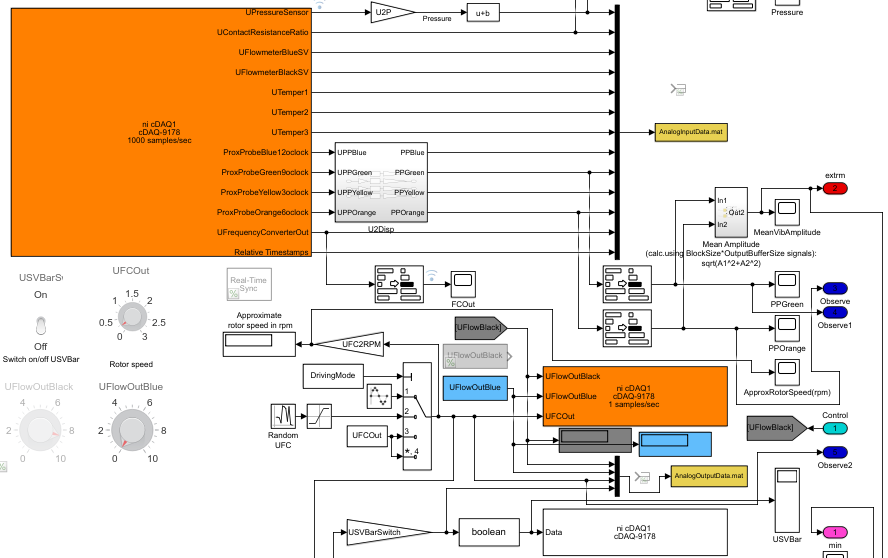 UPressureSensor
U2P
Pressure
u+b
Pressure
UContactResistanceRatio
UFlowmeterBlueSV
UFlowmeterBlackSV
UTemper1
UTemper2
UTemper3
ni cDAQ1
cDAQ-9178
1000 samples/sec
AnalogInputData.mat
ProxProbeBlue12oclock
UPPBlue
PPBlue
ProxProbeGreen9oclock
UPPGreen
PPGreen
ProxProbeYellow3oclock
UPPYellow
PPYellow
ProxProbeOrange6oclock
UPPOrange
PPOrange
U2Disp
UFrequencyConverterOut
Relative Timestamps
extrm
2
In1
In2
Out2
MeanVibAmplitude
Mean Amplitude
(calc.using BlockSize*OutputBufferSize signals):
sqrt(A1^2+A2^2)
USVBarS
On
Off
Switch on/off USVBar
UFCOut
0
0.5
1
1.5
2
2.5
3
Rotor speed
Real-Time
Sync
FCOut
PPGreen
Observe
Observe1
PPOrange
ApproxRotorSpeed(rpm)
Approximate
rotor speed in rpm
UFC2RPM
UFlowBlack]
UFlowOutBlack
UFlowOutBlue
DrivingMode
1
2
3
*, 4
Random
UFC
UFCOut
UFlowOutBlack
0
2
4
6
8
10
UFlowOutBlue
0
2
4
6
8
10
UFlowOutBlack
UFlowOutBlue
UFCOut
ni cDAQ1
cDAQ-9178
1 samples/sec
[UFlowBlack]
Control
1
Observe2
AnalogOutputData.mat
USVBar
USVBarSwitch
boolean
Data
ni cDAQ1
cDAQ-9178
1
min